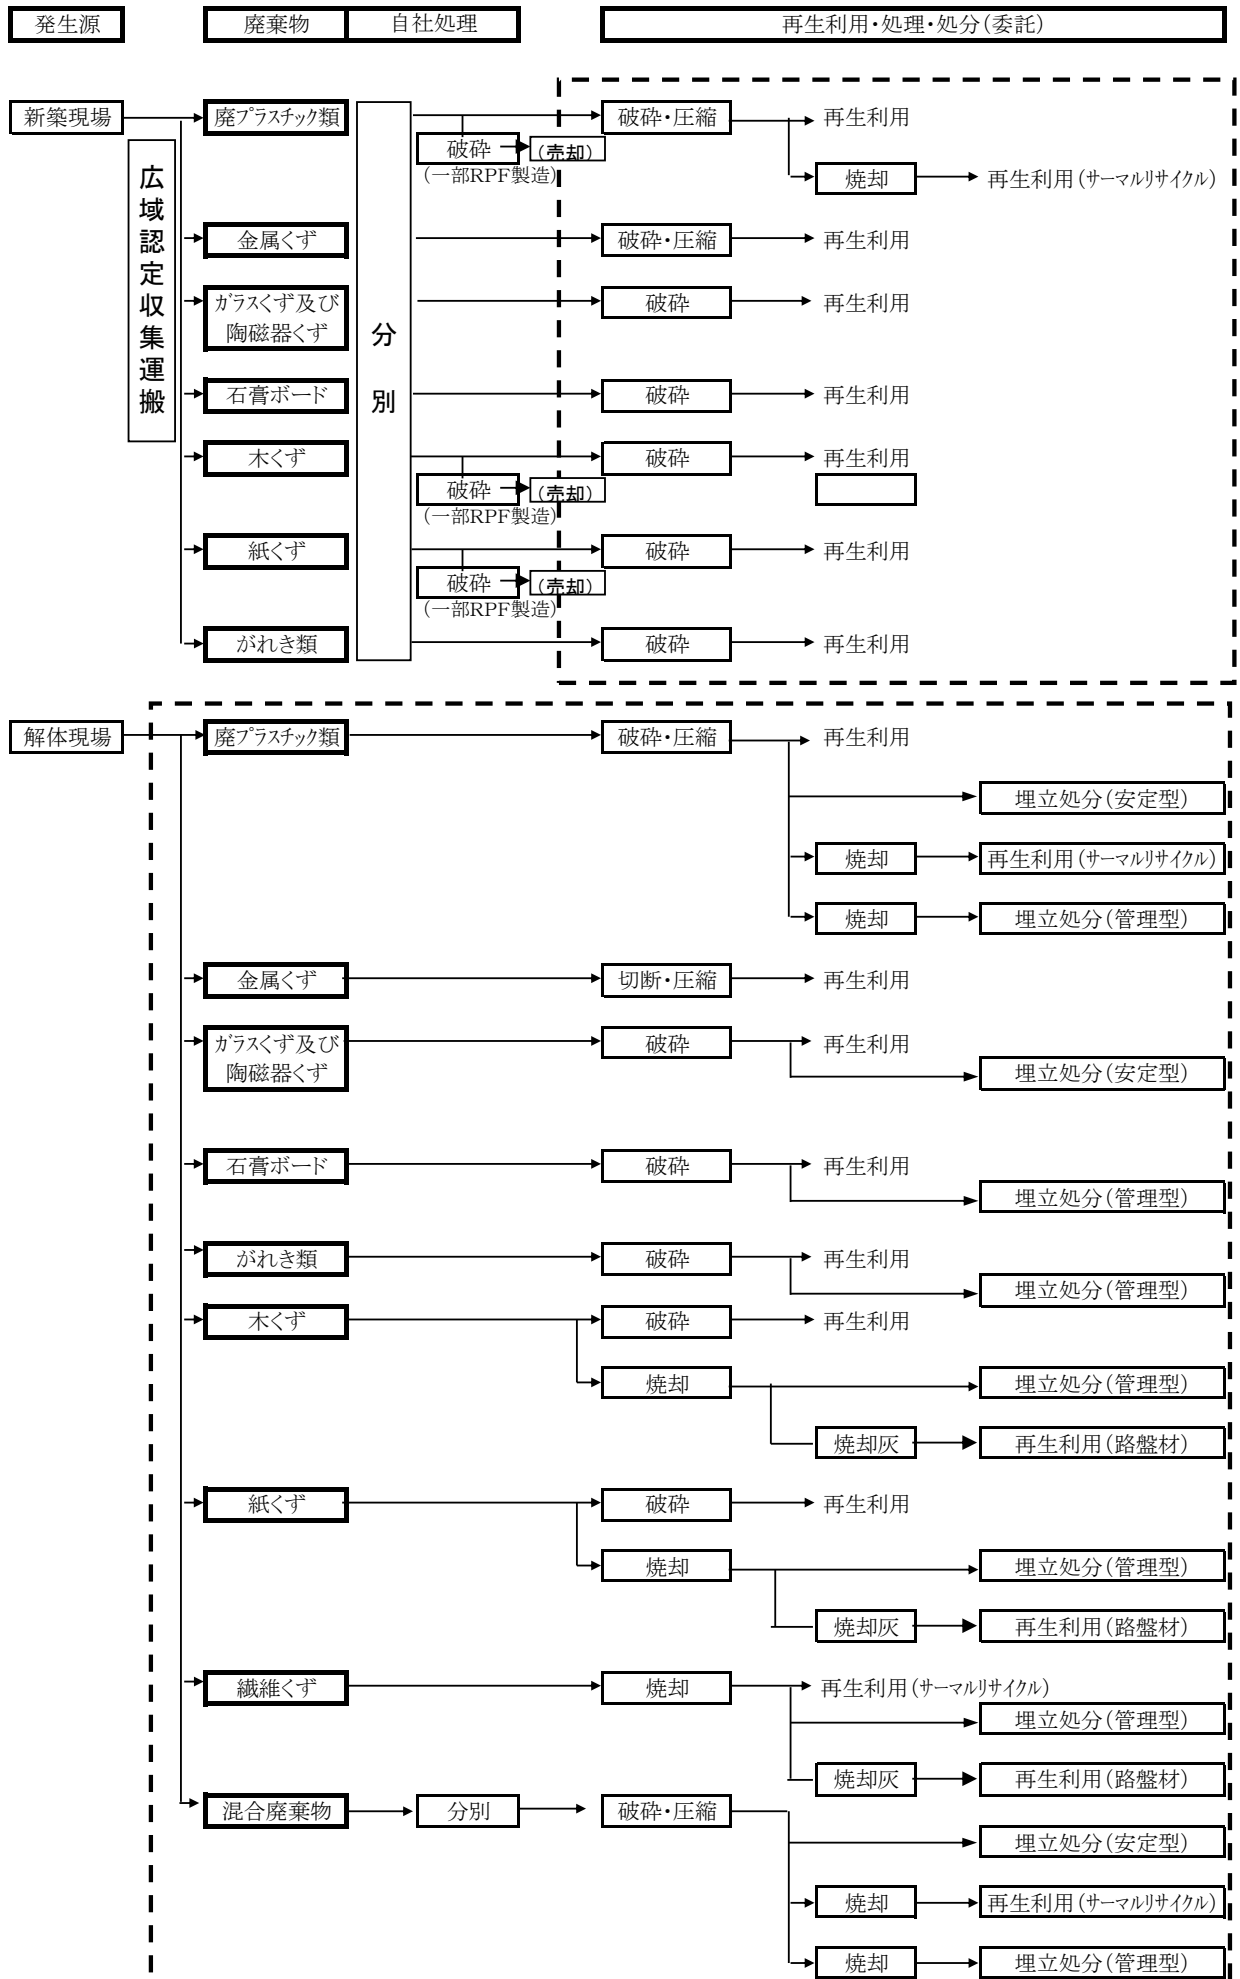 発生源
廃棄物
自社処理
再生利用・処理・処分(委託)
新築現場
広域認定収集運搬
分別
廃プラスチック類
破砕・圧縮
再生利用
破砕
(売却)
(一部RPF製造)
焼却
再生利用(サーマルリサイクル)
金属くず
破砕・圧縮
再生利用
ガラスくず及び
陶磁器くず
破砕
再生利用
石膏ボード
破砕
再生利用
木くず
破砕
再生利用
破砕
(売却)
(一部RPF製造)
紙くず
破砕
再生利用
破砕
(売却)
(一部RPF製造)
がれき類
破砕
再生利用
解体現場
廃プラスチック類
破砕・圧縮
再生利用
埋立処分(安定型)
焼却
再生利用(サーマルリサイクル)
焼却
埋立処分(管理型)
金属くず
切断・圧縮
再生利用
ガラスくず及び
陶磁器くず
破砕
再生利用
埋立処分(安定型)
石膏ボード
破砕
再生利用
埋立処分(管理型)
がれき類
破砕
再生利用
埋立処分(管理型)
木くず
破砕
再生利用
焼却
埋立処分(管理型)
焼却灰
再生利用(路盤材)
紙くず
破砕
再生利用
焼却
埋立処分(管理型)
焼却灰
再生利用(路盤材)
繊維くず
焼却
再生利用(サーマルリサイクル)
埋立処分(管理型)
焼却灰
再生利用(路盤材)
混合廃棄物
分別
破砕・圧縮
埋立処分(安定型)
焼却
再生利用(サーマルリサイクル)
焼却
埋立処分(管理型)